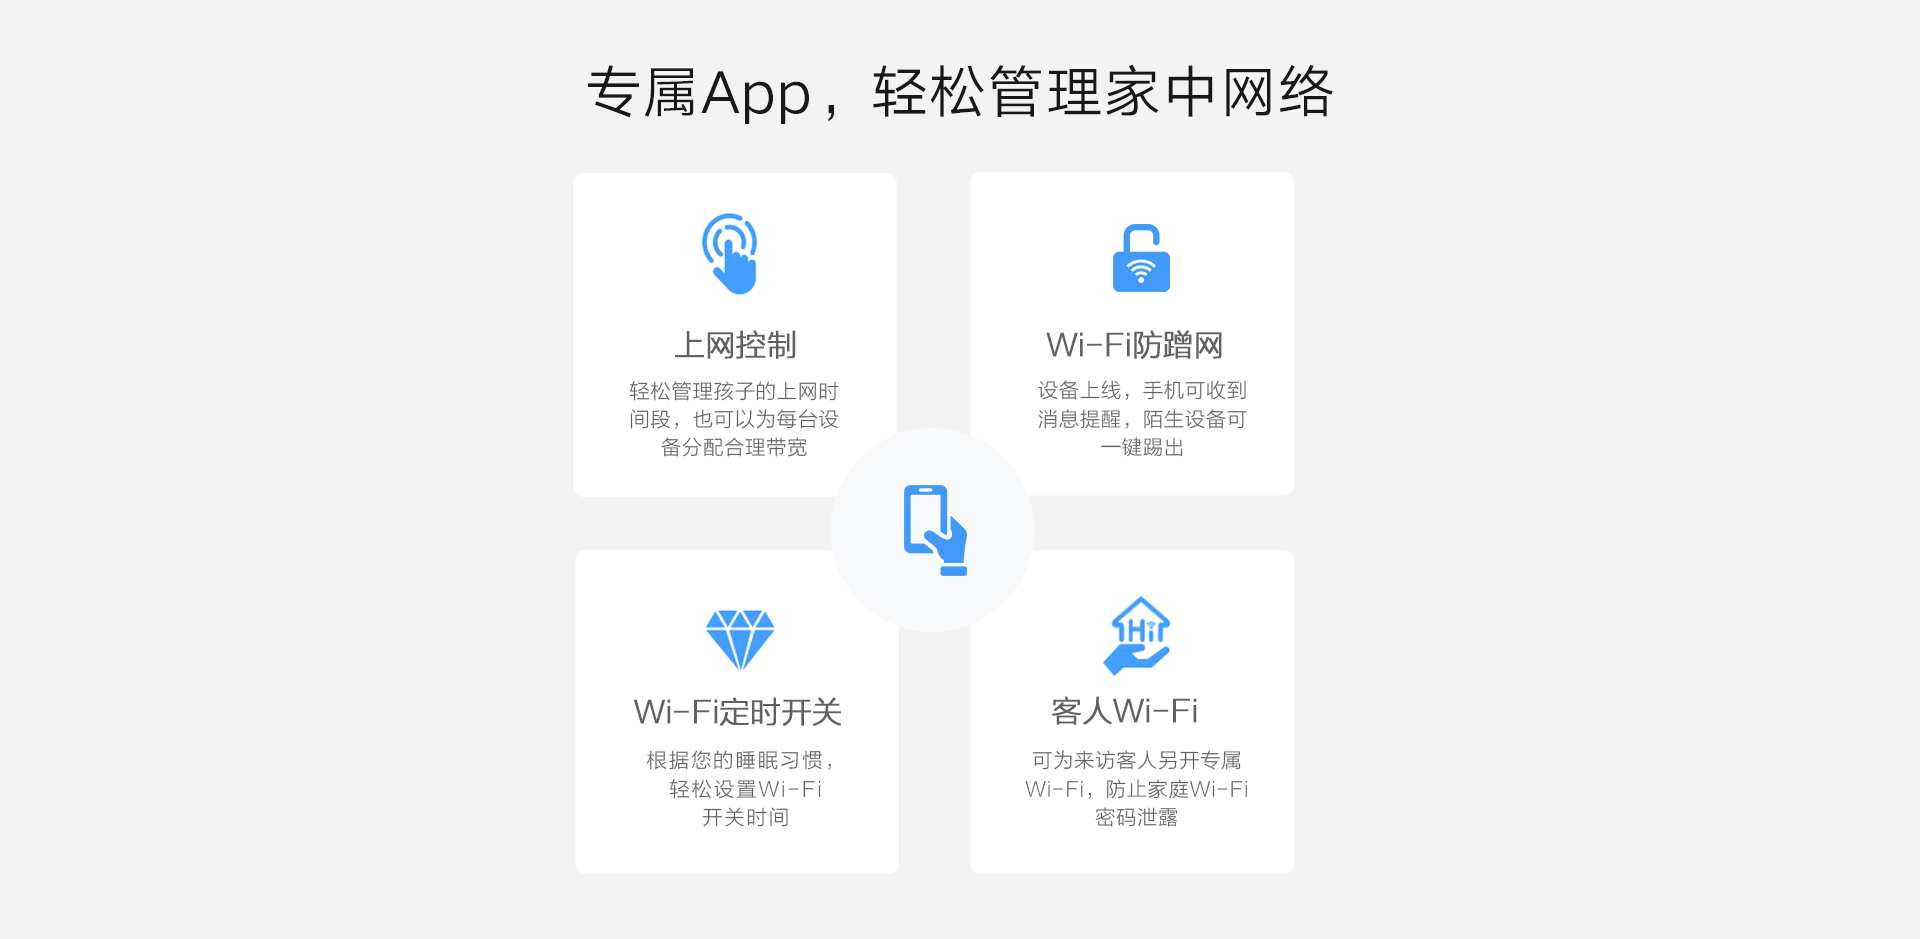 专属App，轻松管理家中网络
上网控制
轻松管理孩子的上网时
间段，也可以为每台设
备分配合理带宽
Wi-Fi防蹭网
设备上线，手机可收到
消息提醒，陌生设备可
一键踢出
Wi-Fi定时开关
根据您的睡眠习惯，
轻松设置Wi-Fi
开关时间
Hi
客人Wi-Fi
可为来访客人另开专属
Wi-Fi，防止家庭Wi-Fi
密码泄露